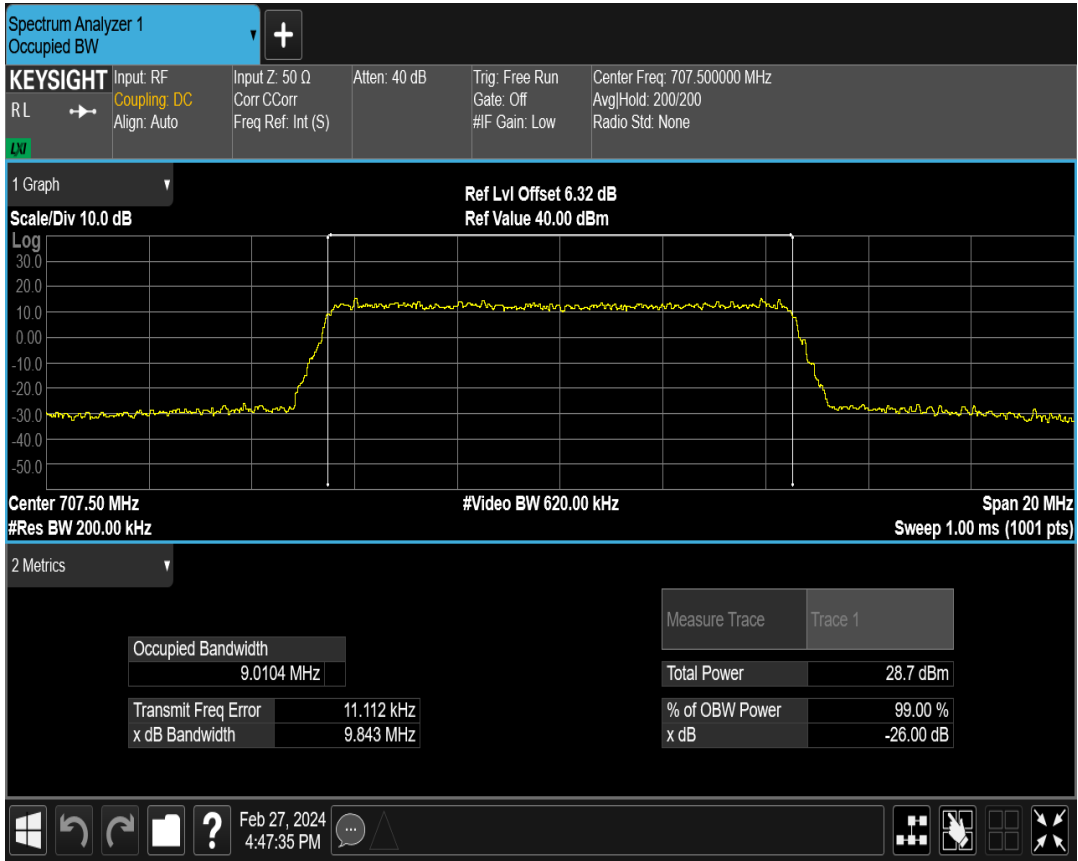 Spectrum Analyzer 1
Occupied BW
+
KEYSIGHT
RL
LXI
Input: RF
Coupling: DC
Align: Auto
Input Z: 50 Ω
Corr CCorr
Freq Ref: Int (S)
Atten: 40 dB
Trig: Free Run
Gate: Off
#IF Gain: Low
Center Freq: 707.500000 MHz
Avg|Hold: 200/200
Radio Std: None
1 Graph
Scale/Div 10.0 dB
Ref Lvl Offset 6.32 dB
Ref Value 40.00 dBm
Log
30.0
20.0
10.0
0.00
-10.0
-20.0
-30.0
-40.0
-50.0
Center 707.50 MHz
#Video BW 620.00 kHz
Span 20 MHz
#Res BW 200.00 kHz
Sweep 1.00 ms (1001 pts)
2 Metrics
Measure Trace Trace 1
Occupied Bandwidth
9.0104 MHz
Total Power 28.7 dBm
Transmit Freq Error 11.112 kHz
% of OBW Power 99.00 %
x dB Bandwidth 9.843 MHz
x dB -26.00 dB
?
Feb 27, 2024
4:47:35 PM